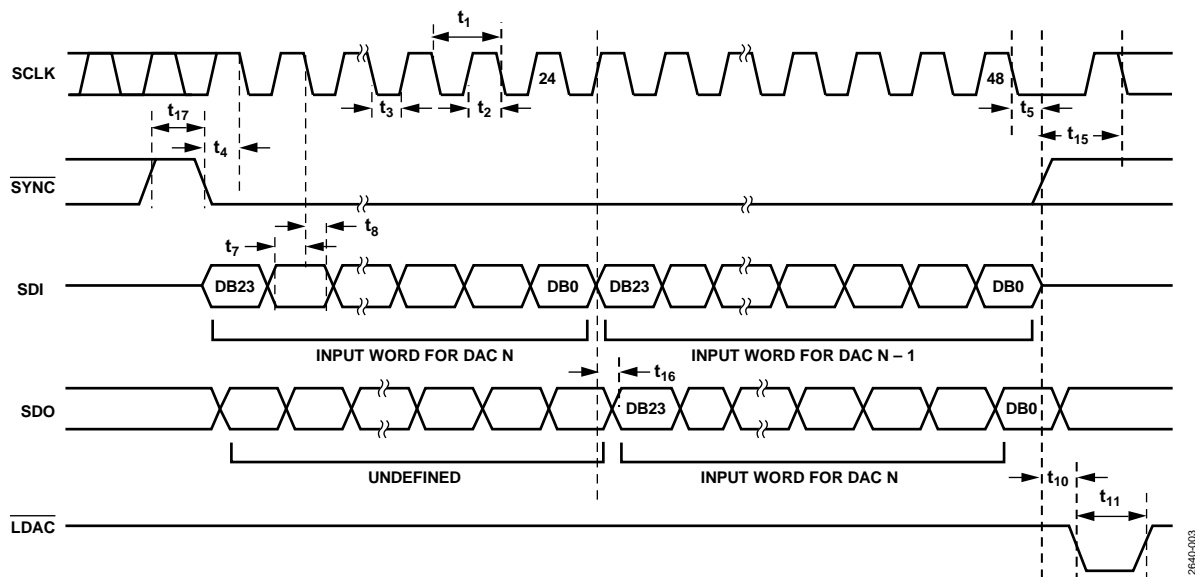 t1
SCLK
24
48
t3
t2
t5
t17
t15
t4
SYNC
t8
t7
SDI
DB23
DB0
DB23
DB0
INPUT WORD FOR DAC N
INPUT WORD FOR DAC N – 1
t16
SDO
DB23
DB0
UNDEFINED
INPUT WORD FOR DAC N
t10
t11
LDAC
2640-003